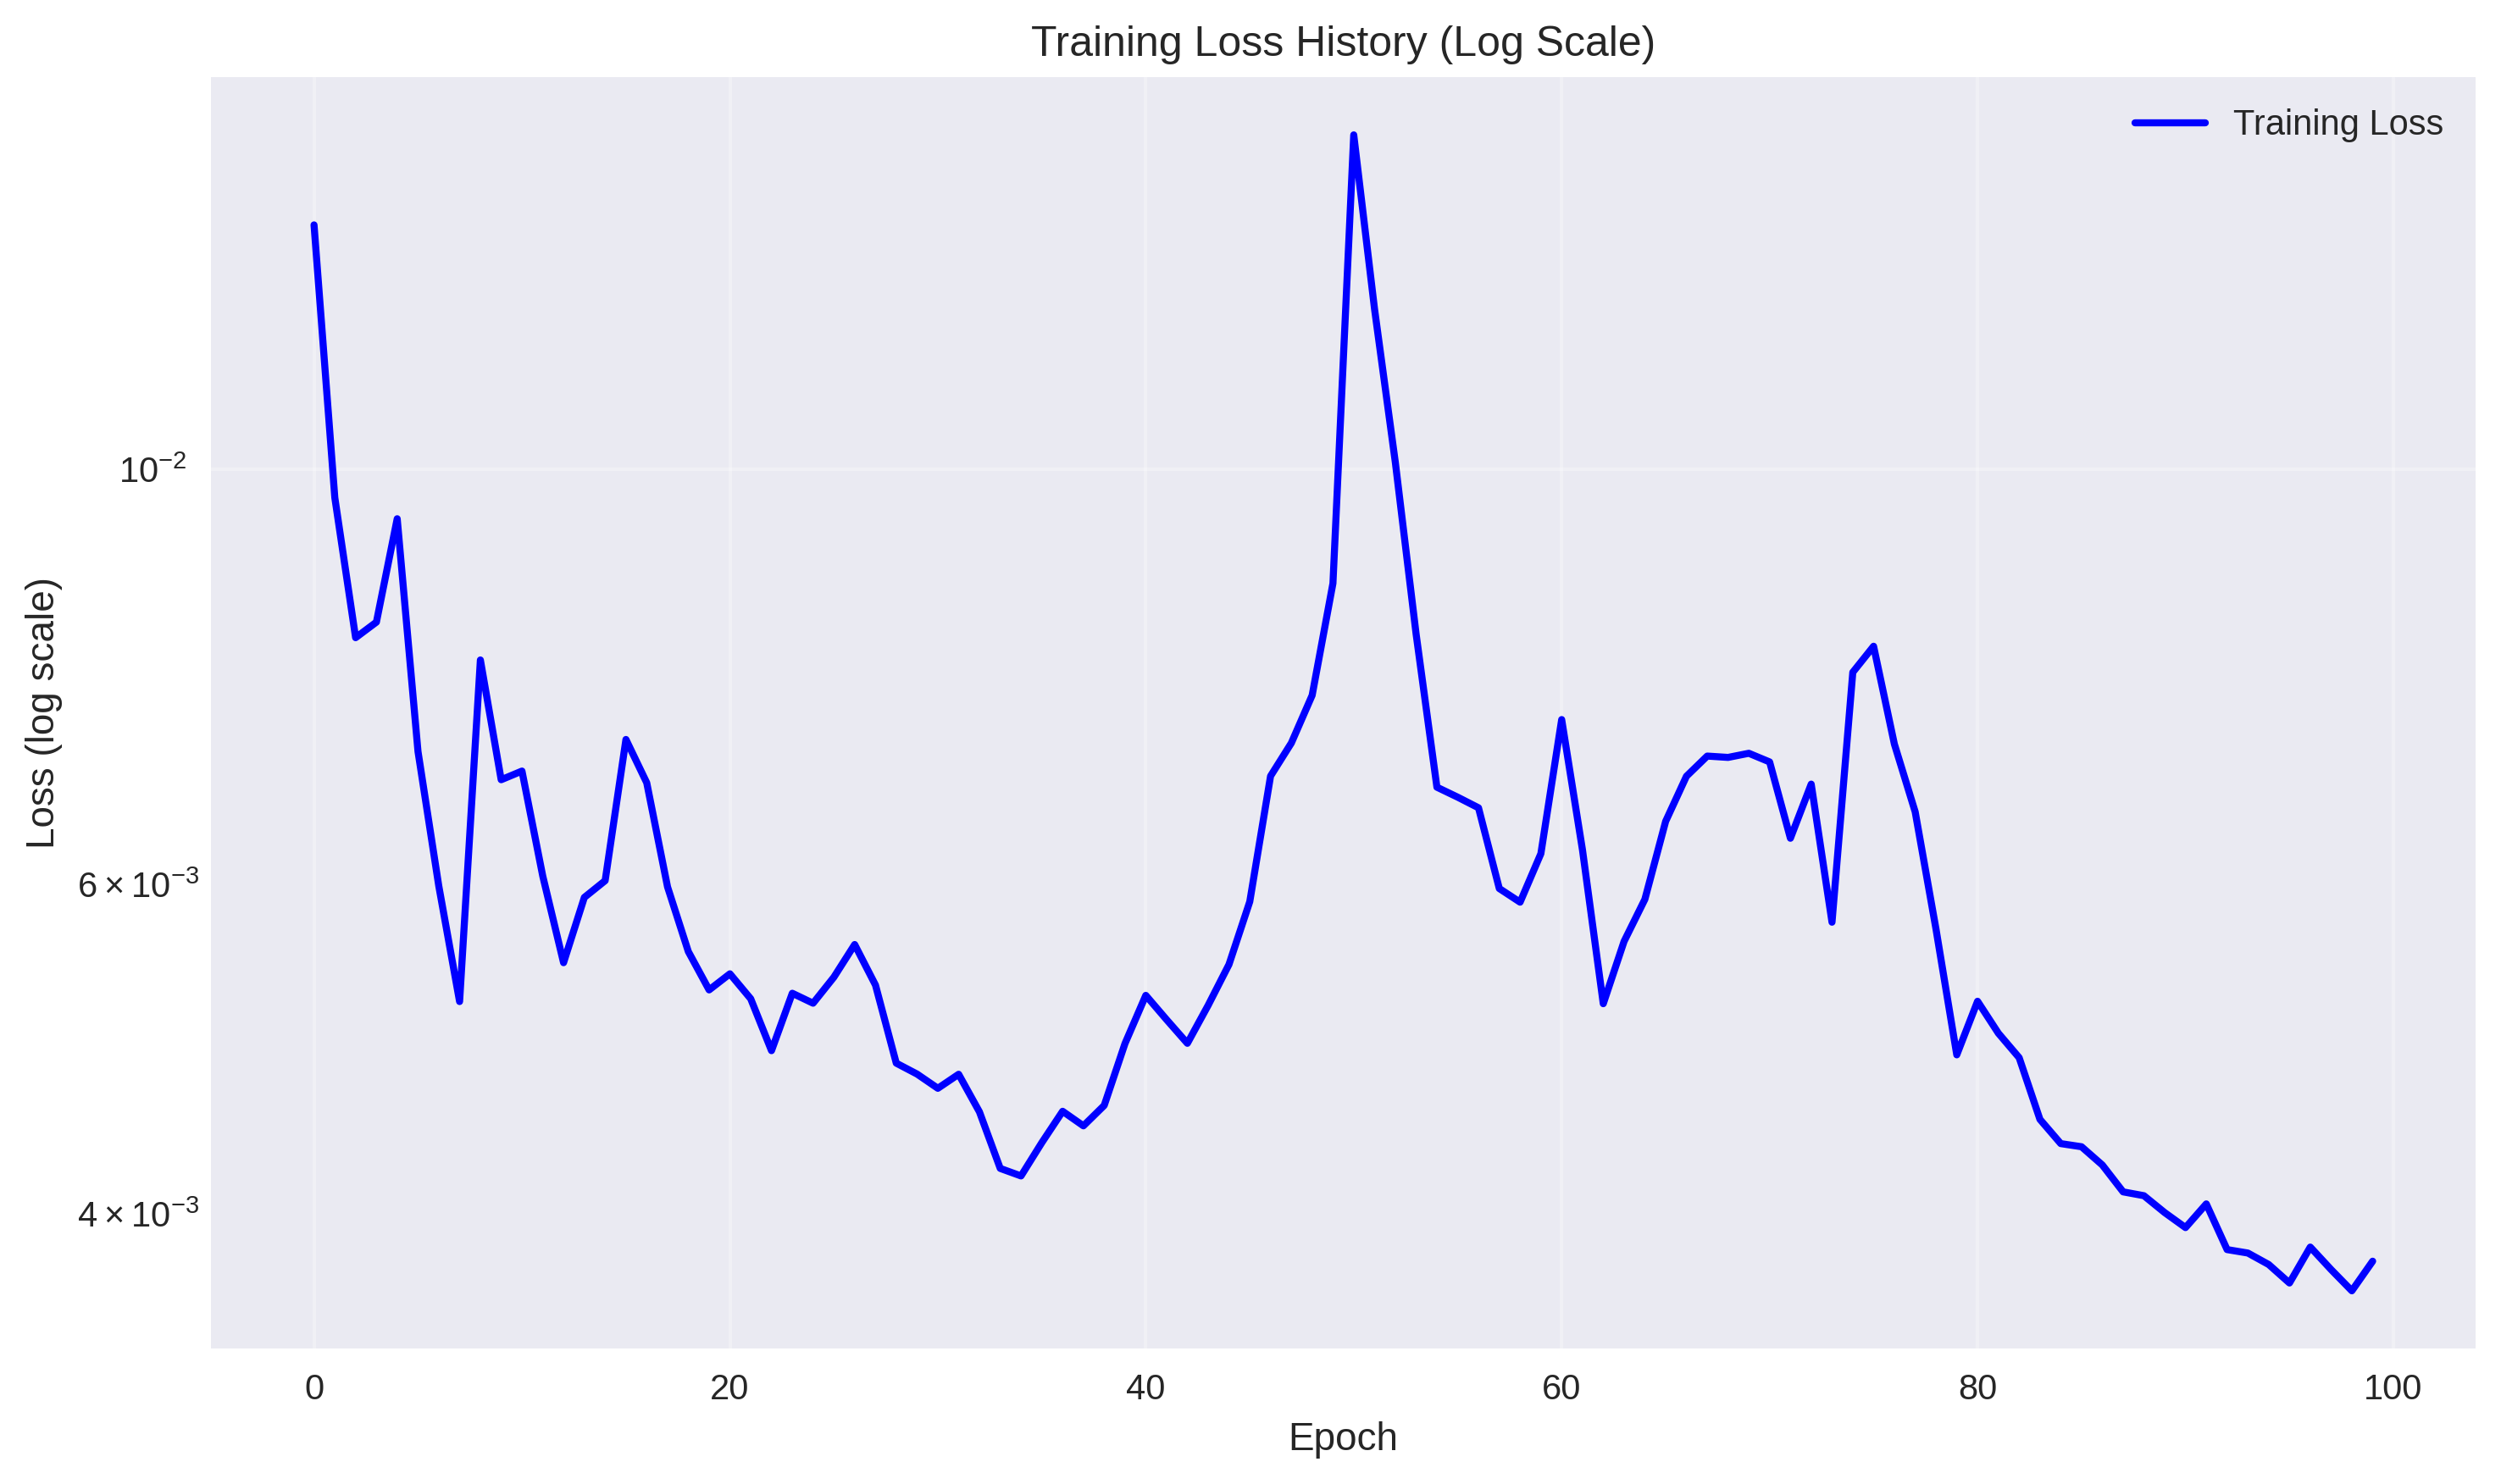 Training Loss History (Log Scale)
Training Loss
Loss (log scale)
10⁻²
6 × 10⁻³
4 × 10⁻³
0 20 40 60 80 100
Epoch